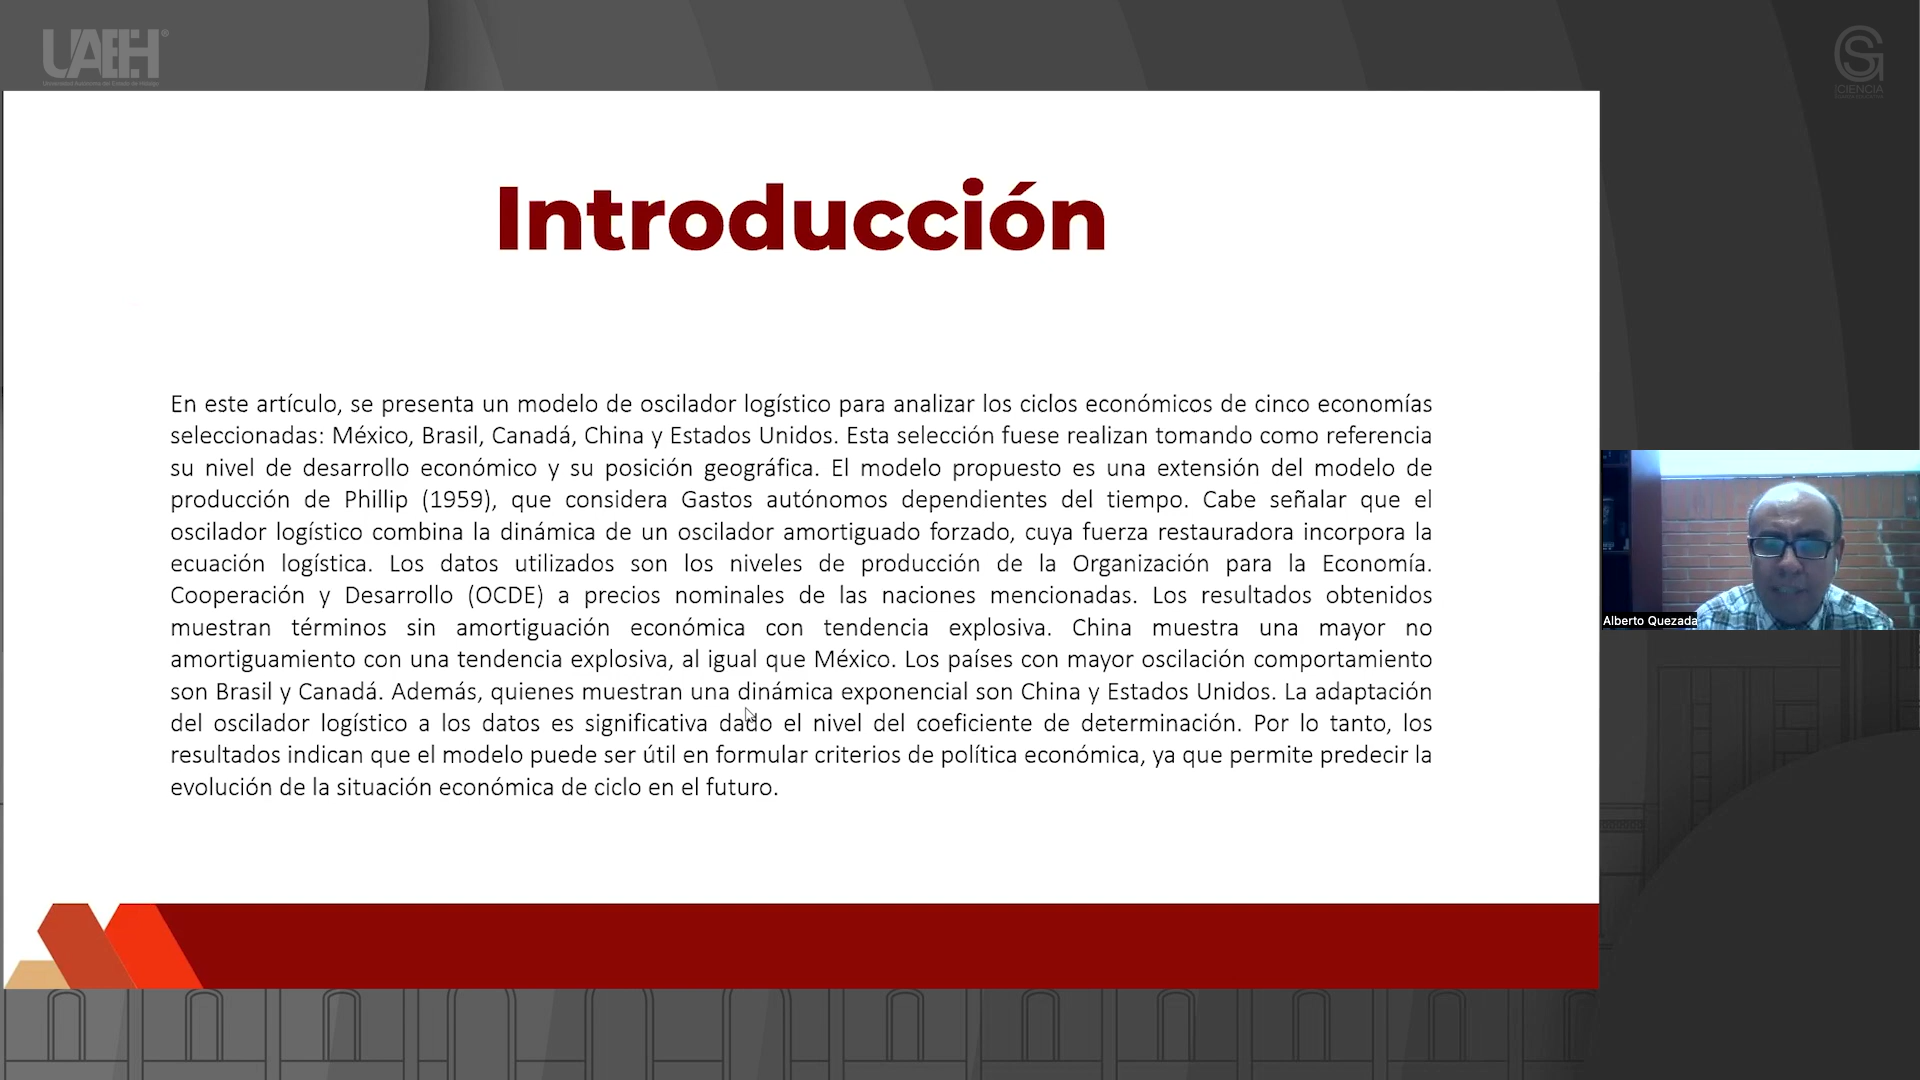 UAEH®
Universidad Autónoma del Estado de Hidalgo
CIENCIA
Introducción
En este artículo, se presenta un modelo de oscilador logístico para analizar los ciclos económicos de cinco economías
seleccionadas: México, Brasil, Canadá, China y Estados Unidos. Esta selección fuese realizan tomando como referencia
su nivel de desarrollo económico y su posición geográfica. El modelo propuesto es una extensión del modelo de
producción de Phillip (1959), que considera Gastos autónomos dependientes del tiempo. Cabe señalar que el
oscilador logístico combina la dinámica de un oscilador amortiguado forzado, cuya fuerza restauradora incorpora la
ecuación logística. Los datos utilizados son los niveles de producción de la Organización para la Economía.
Cooperación y Desarrollo (OCDE) a precios nominales de las naciones mencionadas. Los resultados obtenidos
muestran términos sin amortiguación económica con tendencia explosiva. China muestra una mayor no
amortiguamiento con una tendencia explosiva, al igual que México. Los países con mayor oscilación comportamiento
son Brasil y Canadá. Además, quienes muestran una dinámica exponencial son China y Estados Unidos. La adaptación
del oscilador logístico a los datos es significativa dado el nivel del coeficiente de determinación. Por lo tanto, los
resultados indican que el modelo puede ser útil en formular criterios de política económica, ya que permite predecir la
evolución de la situación económica de ciclo en el futuro.
Alberto Quezada